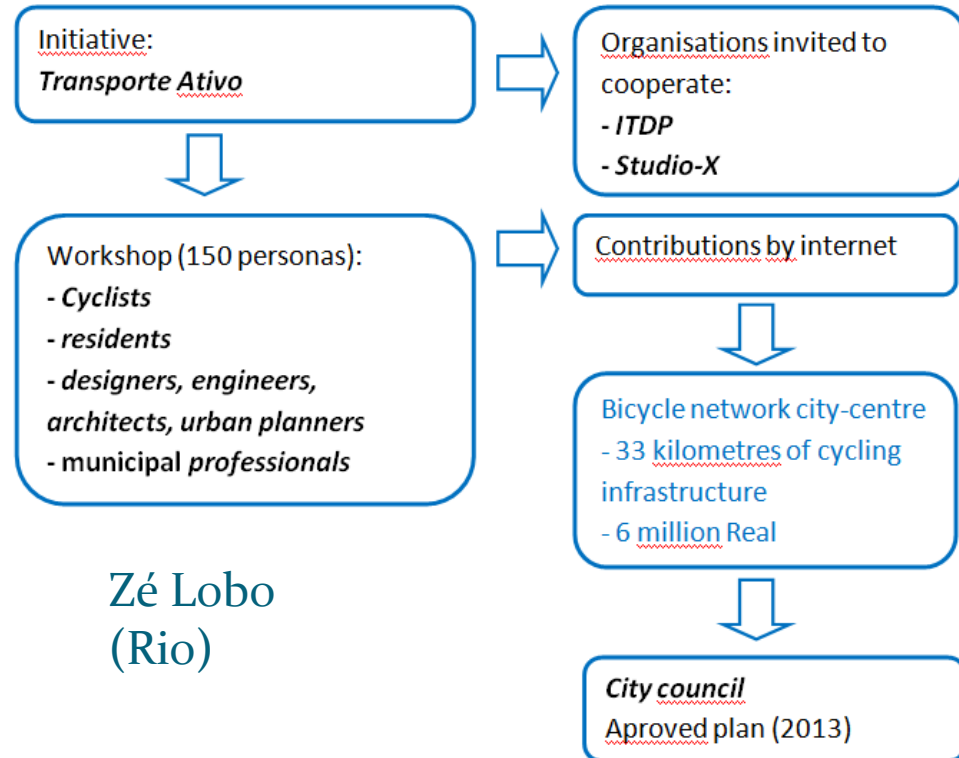 Initiative:
Transporte Ativo
Organisations invited to
cooperate:
- ITDP
- Studio-X
Workshop (150 personas):
- Cyclists
- residents
- designers, engineers,
architects, urban planners
- municipal professionals
Contributions by internet
Bicycle network city-centre
- 33 kilometres of cycling
infrastructure
- 6 million Real
City council
Aproved plan (2013)
Zé Lobo
(Rio)